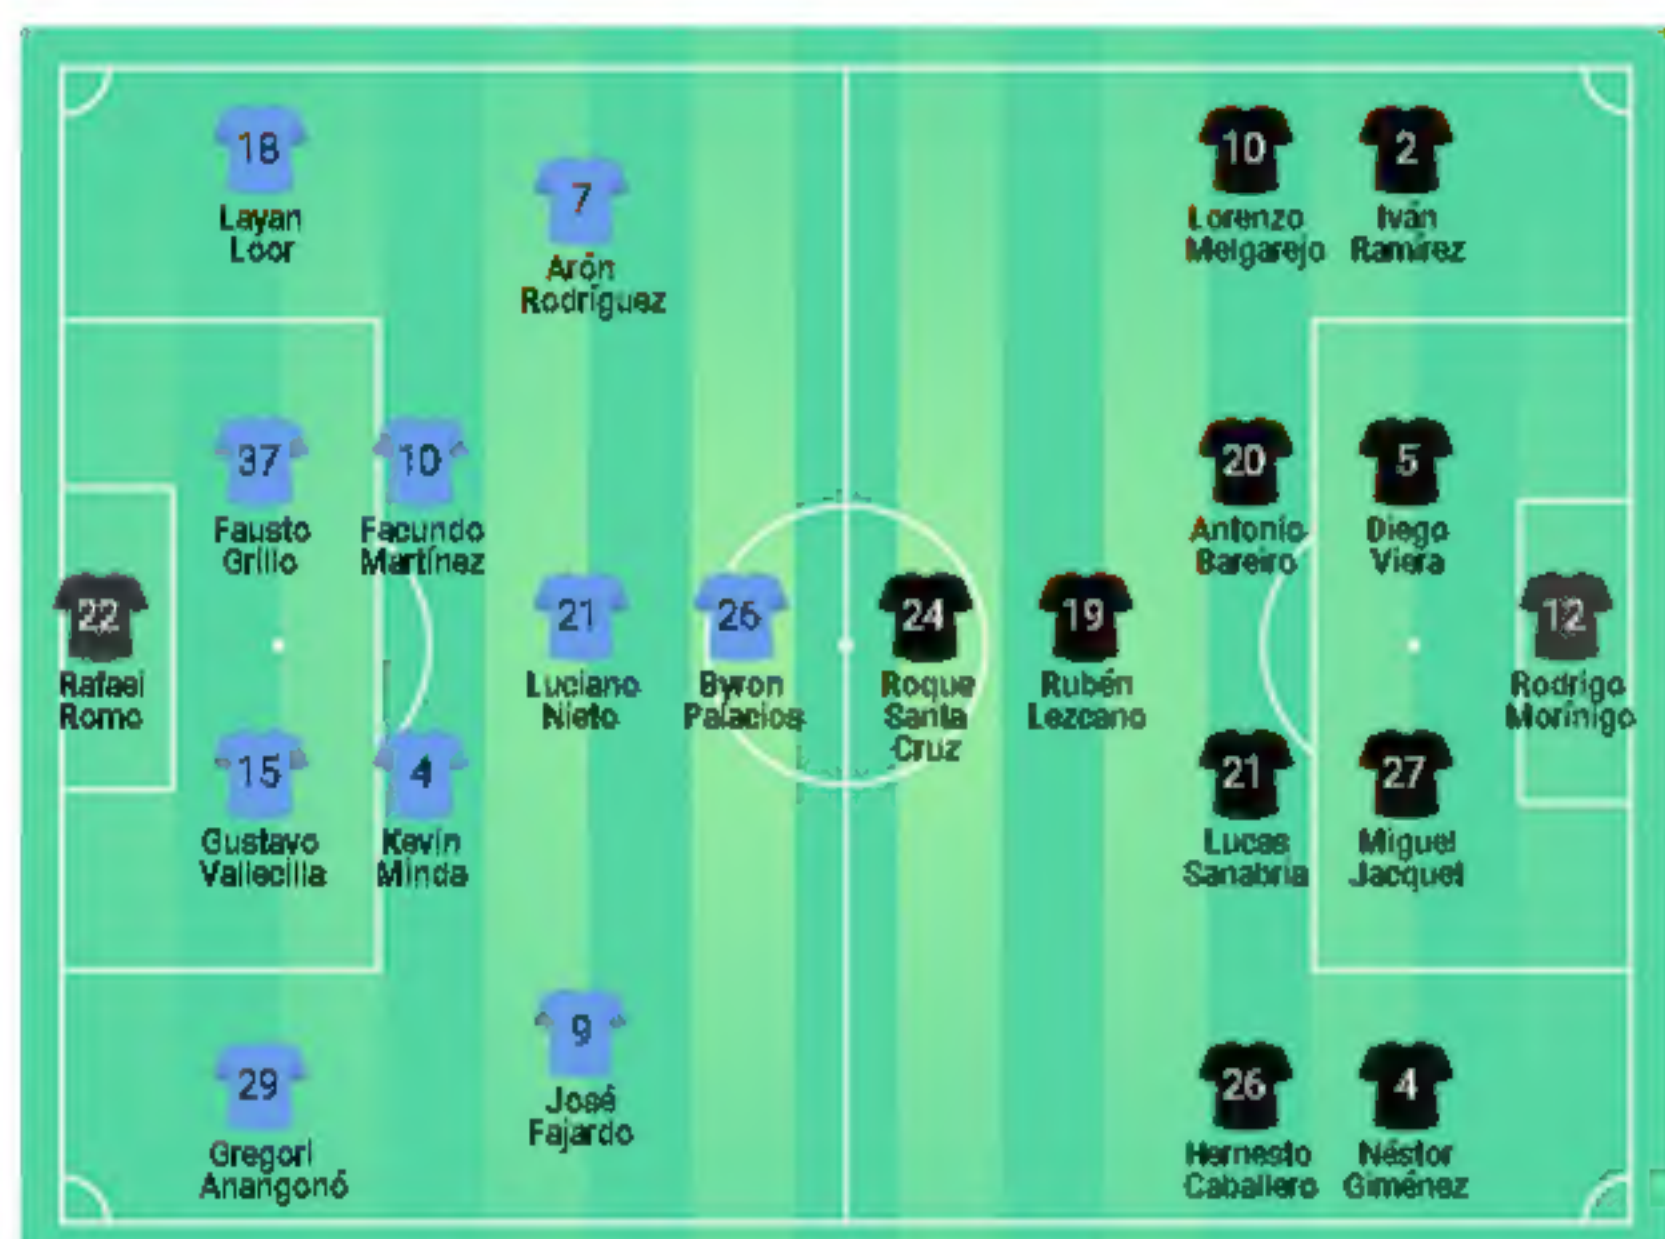 18
Layan
Loor
7
Arón
Rodríguez
10
Lorenzo
Melgarejo
2
Iván
Ramírez
37
Fausto
Grillo
10
Facundo
Martínez
20
Antonio
Bareiro
5
Diego
Viera
22
Rafael
Romo
21
Luciano
Nieto
26
Byron
Palacios
24
Roque
Santa
Cruz
19
Rubén
Lezcano
12
Rodrigo
Morínigo
15
Gustavo
Vallecilla
4
Kevin
Minda
21
Lucas
Sanabria
27
Miguel
Jacquet
29
Gregori
Anangonó
9
José
Fajardo
26
Hernesto
Caballero
4
Néstor
Giménez